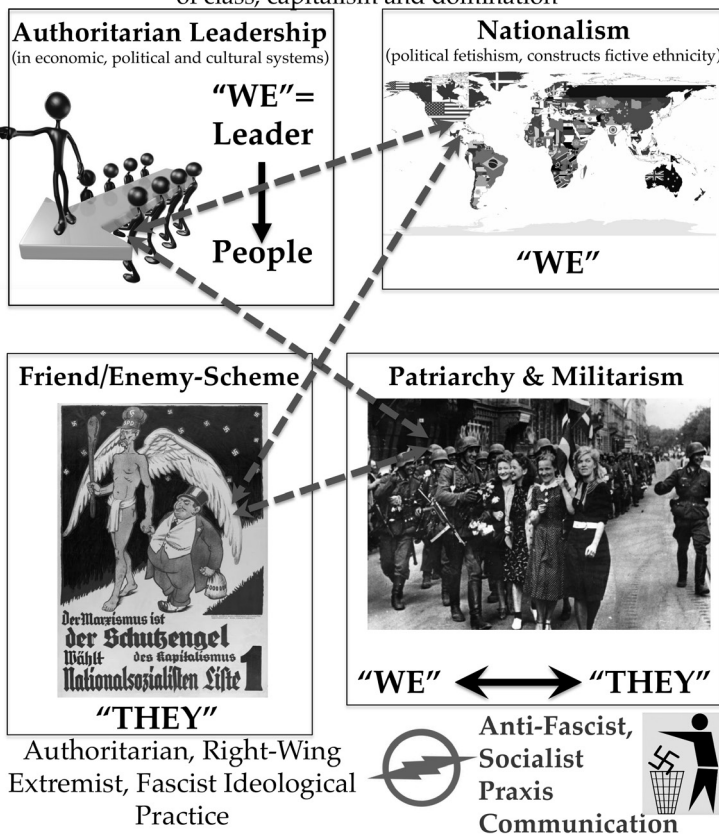 of class, capitalism and domination
Authoritarian Leadership
(in economic, political and cultural systems)
“WE”=
Leader
People
Nationalism
(political fetishism, constructs fictive ethnicity)
“WE”
Friend/Enemy-Scheme
SPD
Der Marxismus ist
der Schutzengel
des Kapitalismus
Wählt
Nationalsozialisten Liste 1
“THEY”
Patriarchy & Militarism
“WE” “THEY”
Authoritarian, Right-Wing
Extremist, Fascist Ideological
Practice
Anti-Fascist,
Socialist
Praxis
Communication